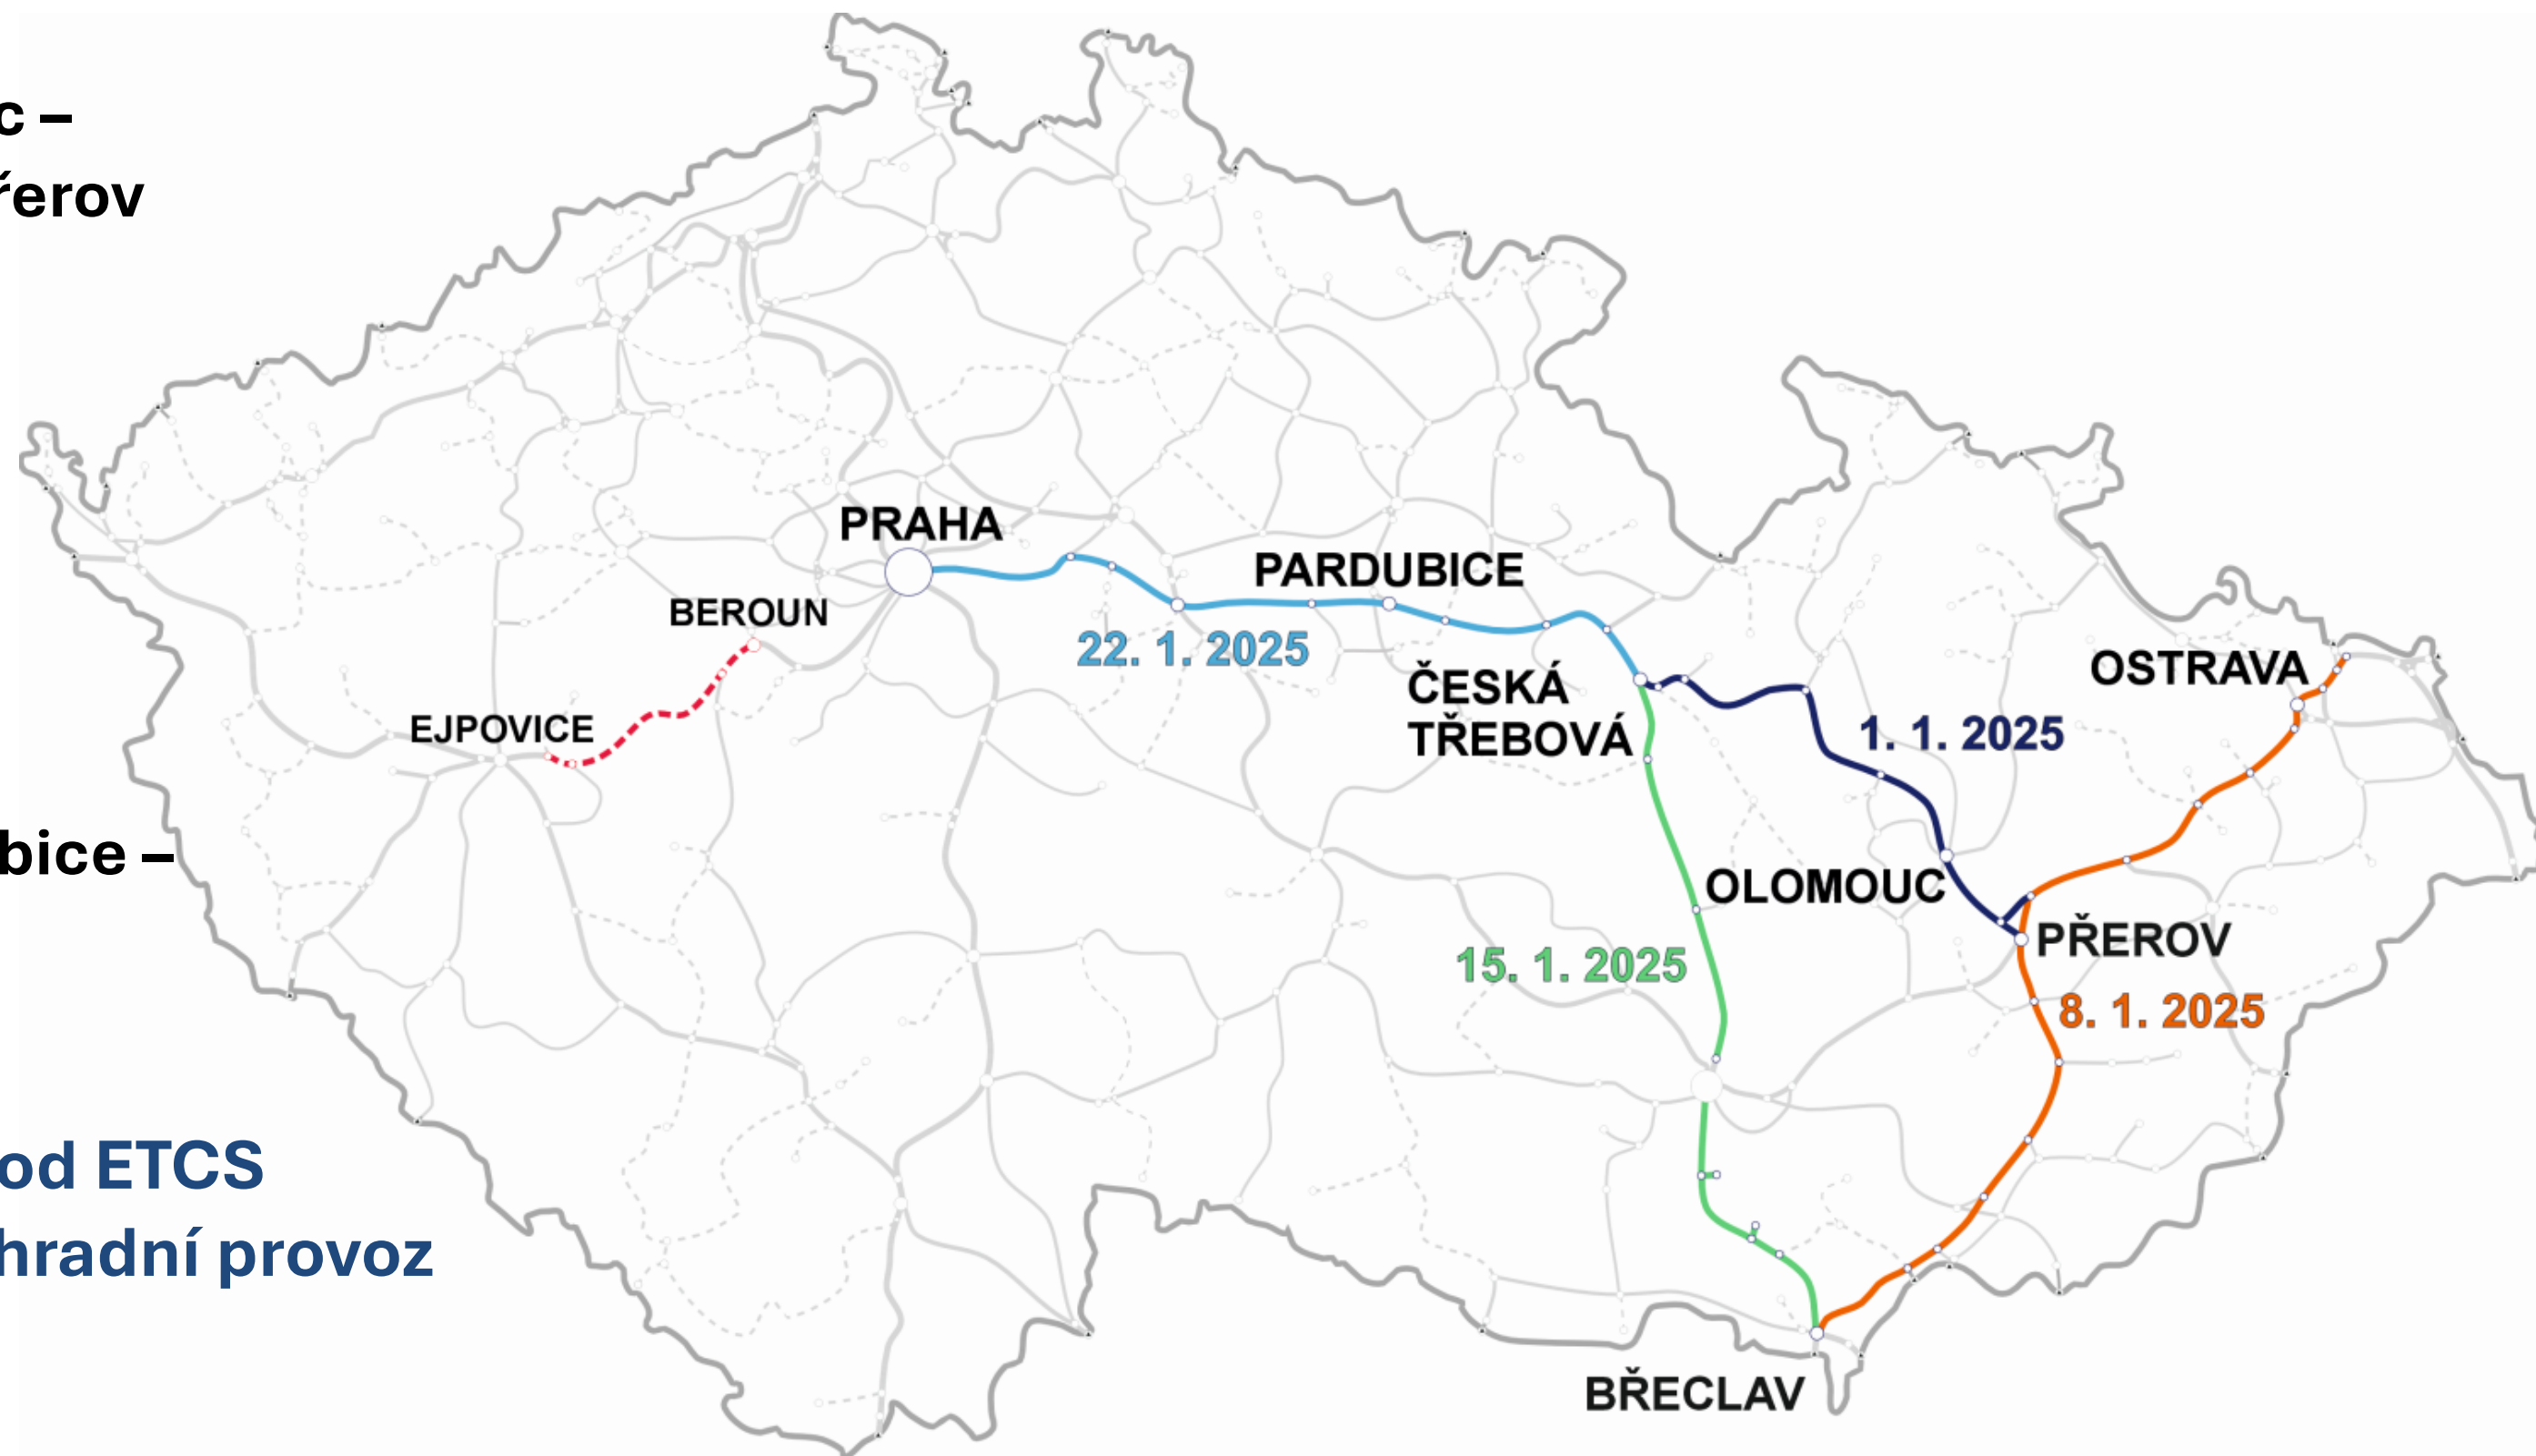 c –
řerov
PRAHA
PARDUBICE
BEROUN
22. 1. 2025
OSTRAVA
ČESKÁ
TŘEBOVÁ
EJPOVICE
1. 1. 2025
bice –
OLOMOUC
PŘEROV
15. 1. 2025
8. 1. 2025
od ETCS
hradní provoz
BŘECLAV